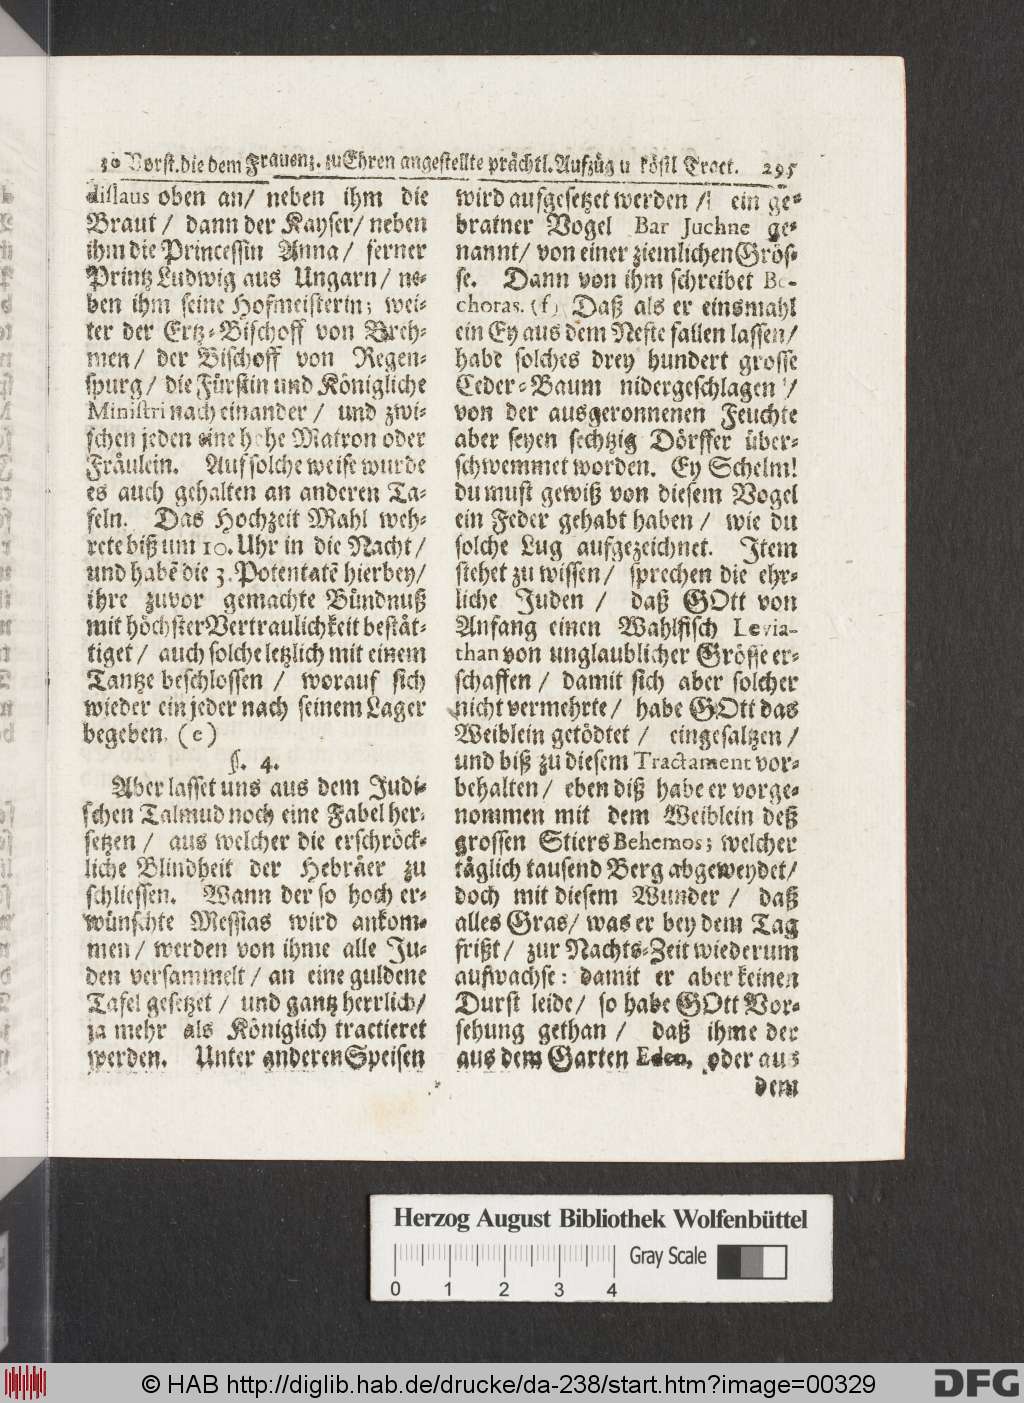 30 Vorst. die dem Frauenz. zu Ehren angestellte prächtl. Aufzüg u köstl Tract. 295
dislaus oben an/ neben ihm die
Braut / dann der Kayser/ neben
ihm die Princessin Anna/ ferner
Printz Ludwig aus Ungarn/ ne-
ben ihm seine Hofmeisterin; wei-
ter der Ertz-Bischoff von Breh-
men/ der Bischoff von Regen-
spurg/ die Fürstin und Königliche
Ministri nach einander/ und zwi-
schen jeden eine hohe Matron oder
Fräulein. Auf solche weise wurde
es auch gehalten an anderen Ta-
feln. Das Hochzeit Mahl weh-
rete biß um 10. Uhr in die Nacht/
und habẽ die 3. Potentatẽ hierbey/
ihre zuvor gemachte Bündnuß
mit höchster Vertraulichkeit bestät-
tiget/ auch solche letzlich mit einem
Tantze beschlossen / worauf sich
wieder ein jeder nach seinem Lager
begeben. (e)
§. 4.
Aber lasset uns aus dem Judi-
schen Talmud noch eine Fabel her-
setzen/ aus welcher die erschröck-
liche Blindheit der Hebräer zu
schliessen. Wann der so hoch er-
wünschte Messias wird ankom-
men/ werden von ihme alle Ju-
den versammelt/ an eine guldene
Tafel gesetzet/ und gantz herrlich/
ja mehr als Königlich tractieret
werden. Unter anderen Speisen
wird aufgesetzet werden/ ein ge-
bratner Vogel Bar Juchne ge-
nannt/ von einer ziemlichen Grös-
se. Dann von ihm schreibet Be-
choras. (f) Daß als er einsmahl
ein Ey aus dem Neste fallen lassen/
habe solches drey hundert grosse
Ceder-Baum nidergeschlagen /
von der ausgeronnenen Feuchte
aber seyen sechtzig Dörffer über-
schwemmet worden. Ey Schelm!
du must gewiß von diesem Vogel
ein Feder gehabt haben/ wie du
solche Lug aufgezeichnet. Item
stehet zu wissen/ sprechen die ehr-
liche Juden / daß GOtt von
Anfang einen Wahlfisch Levia-
than von unglaublicher Grösse er-
schaffen/ damit sich aber solcher
nicht vermehrte/ habe GOtt das
Weiblein getödtet / eingesaltzen/
und biß zu diesem Tractament vor-
behalten/ eben diß habe er vorge-
nommen mit dem Weiblein deß
grossen Stiers Behemos; welcher
täglich tausend Berg abgeweydet/
doch mit diesem Wunder / daß
alles Gras/ was er bey dem Tag
frißt/ zur Nachts-Zeit wiederum
aufwachse: damit er aber keinen
Durst leide/ so habe GOtt Vor-
sehung gethan / daß ihme der
aus dem Garten Eden, oder aus
dem
Herzog August Bibliothek Wolfenbüttel
Gray Scale
0 1 2 3 4
© HAB http://diglib.hab.de/drucke/da-238/start.htm?image=00329
DFG